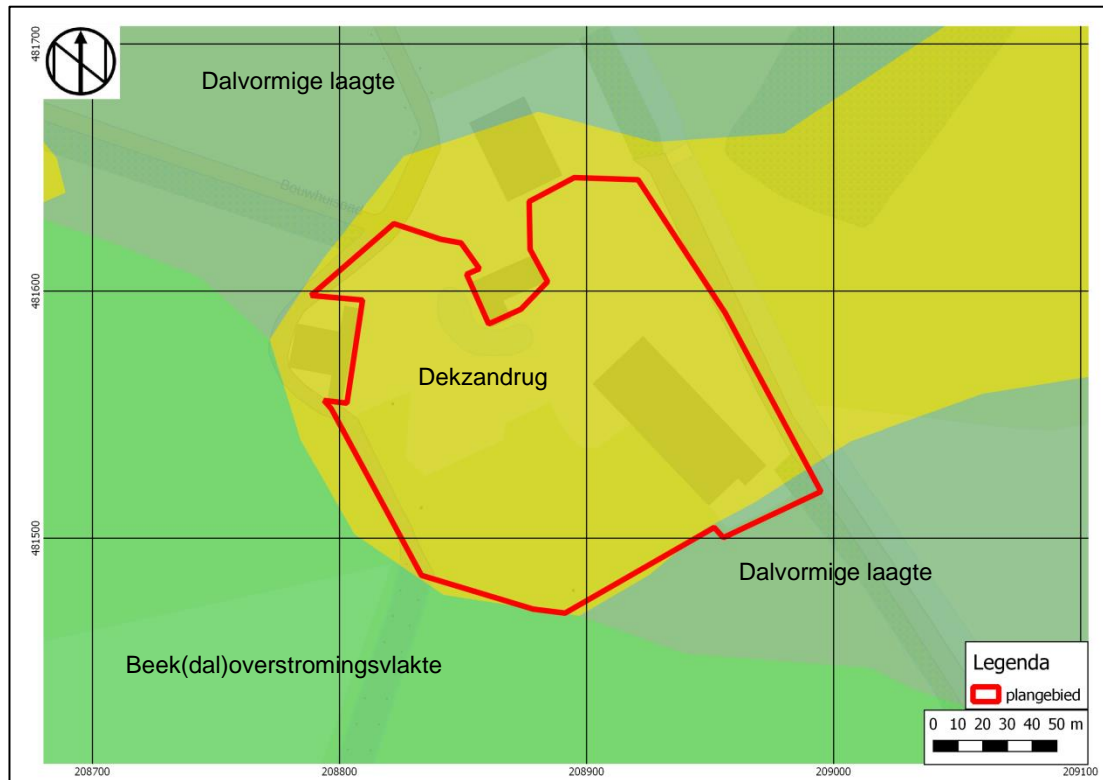 481700
Dalvormige laagte
481600
Dekzandrug
481500
Dalvormige laagte
Beek(dal)overstromingsvlakte
Legenda
plangebied
0 10 20 30 40 50 m
208700 208800 208900 209000 209100